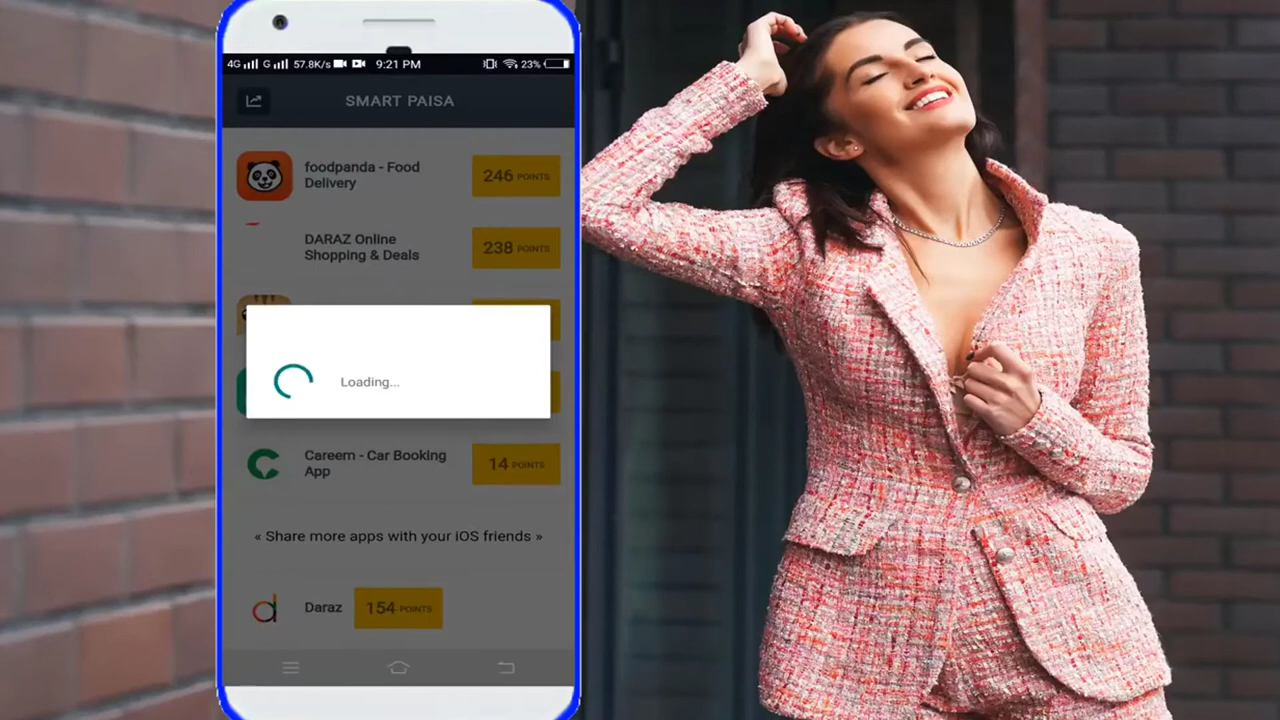 4G G 57.8K/s 9:21 PM 23%
SMART PAISA
foodpanda - Food
Delivery
246 POINTS
DARAZ Online
Shopping & Deals
238 POINTS
Loading...
Careem - Car Booking
App
14 POINTS
« Share more apps with your iOS friends »
Daraz
154 POINTS